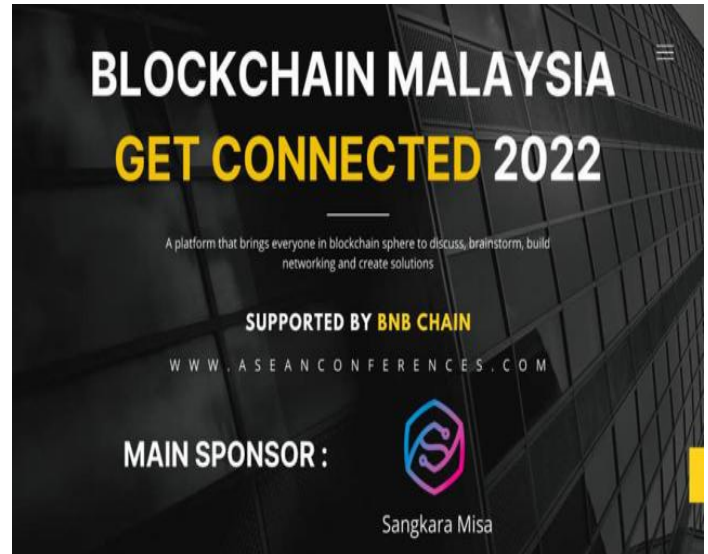 BLOCKCHAIN MALAYSIA
GET CONNECTED 2022
A platform that brings everyone in blockchain sphere to discuss, brainstorm, build
networking and create solutions
SUPPORTED BY BNB CHAIN
WWW.ASEANCONFERENCES.COM
MAIN SPONSOR :
Sangkara Misa